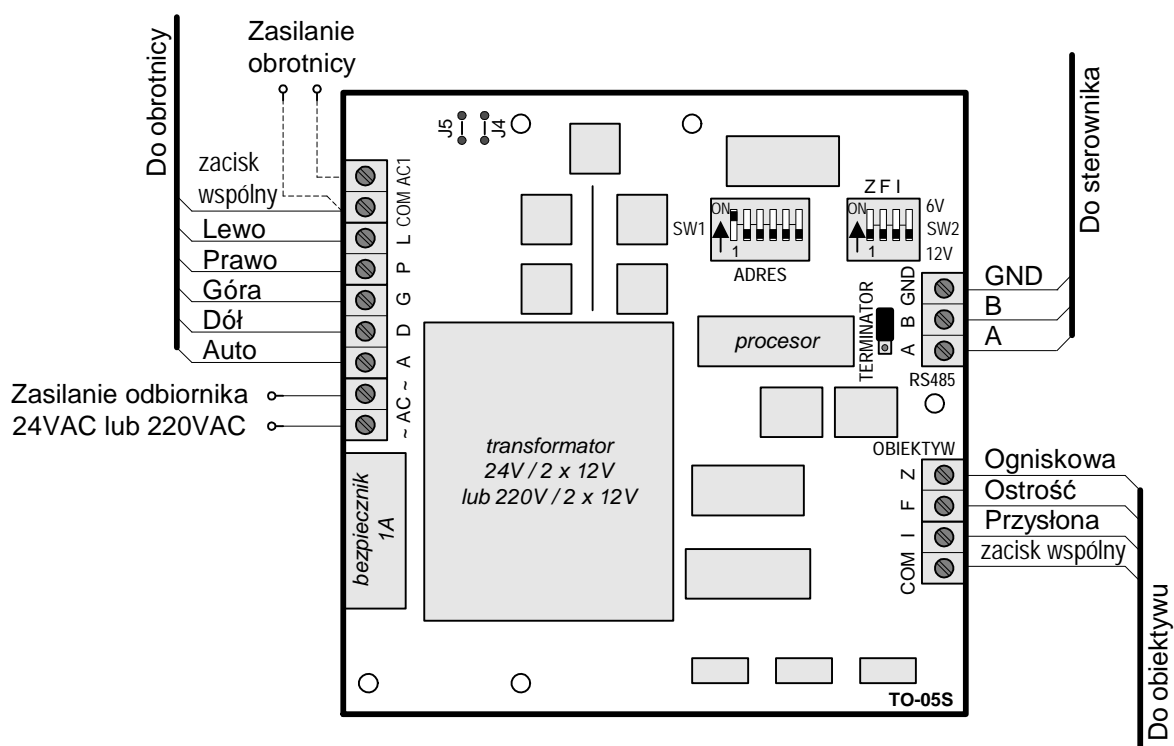 Do obrotnicy
Zasilanie
obrotnicy
zacisk
wspólny
Lewo
Prawo
Góra
Dół
Auto
Zasilanie odbiornika
24VAC lub 220VAC
AC1
COM
L
P
G
D
A
~ AC ~
J5
J4
SW1
ON
1
ADRES
Z F I
ON
1
6V
SW2
12V
procesor
TERMINATOR
GND
B
A
RS485
GND
B
A
Do sterownika
transformator
24V / 2 x 12V
lub 220V / 2 x 12V
bezpiecznik
1A
OBIEKTYW
Z
F
I
COM
Ogniskowa
Ostrość
Przysłona
zacisk wspólny
Do obiektywu
TO-05S